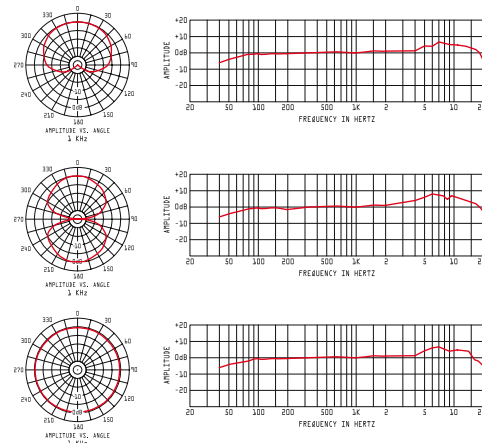 0
330 30
300 60
270 90
240 120
210 150
180
-10
0dB
AMPLITUDE VS. ANGLE
1 KHz
AMPLITUDE
+20
+10
0dB
-10
-20
20 50 100 200 500 1K 2 5 10 2
FREQUENCY IN HERTZ
0
330 30
300 60
270 90
240 120
210 150
180
-10
0dB
AMPLITUDE VS. ANGLE
1 KHz
AMPLITUDE
+20
+10
0dB
-10
-20
20 50 100 200 500 1K 2 5 10 2
FREQUENCY IN HERTZ
0
330 30
300 60
270 90
240 120
210 150
180
-10
0dB
AMPLITUDE VS. ANGLE
1 KHz
AMPLITUDE
+20
+10
0dB
-10
-20
20 50 100 200 500 1K 2 5 10 2
FREQUENCY IN HERTZ